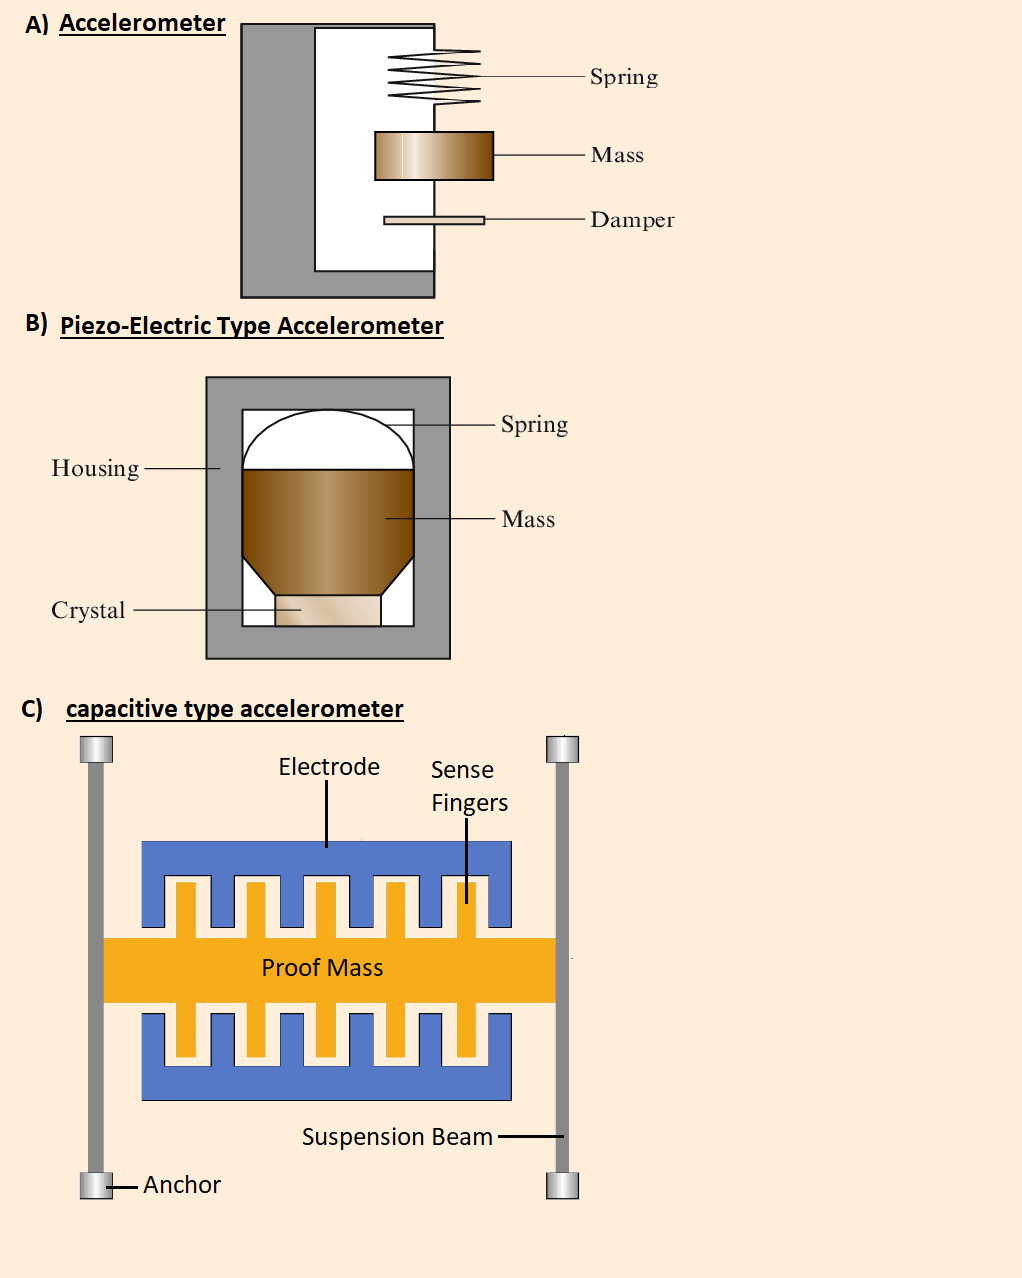 A) Accelerometer
Spring
Mass
Damper
B) Piezo-Electric Type Accelerometer
Spring
Housing
Mass
Crystal
C) capacitive type accelerometer
Electrode
Sense
Fingers
Proof Mass
Suspension Beam
Anchor